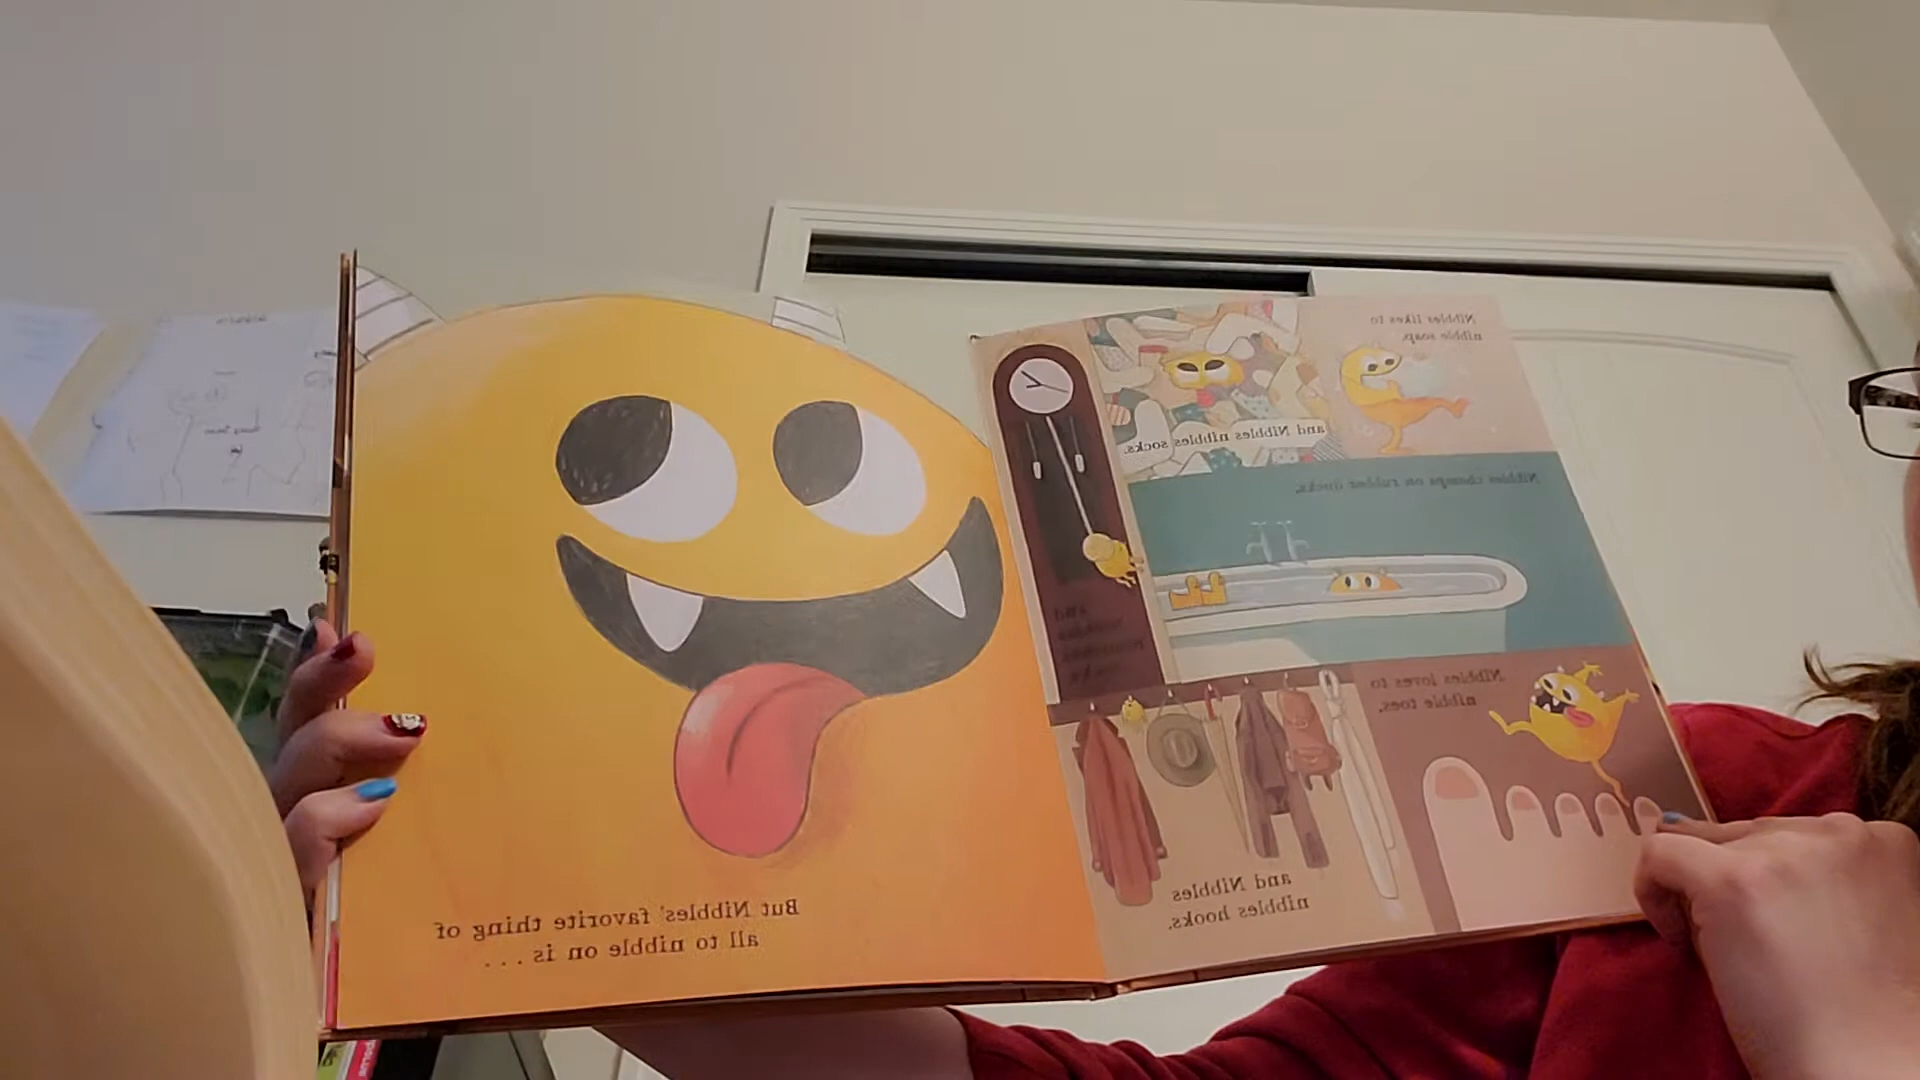 Nibbles likes to
nibble soap,
and Nibbles nibbles socks.
Nibbles chomps on rubber ducks,
and
Nibbles loves to
nibble toes,
and Nibbles
nibbles hooks.
But Nibbles' favorite thing of
all to nibble on is . . . .